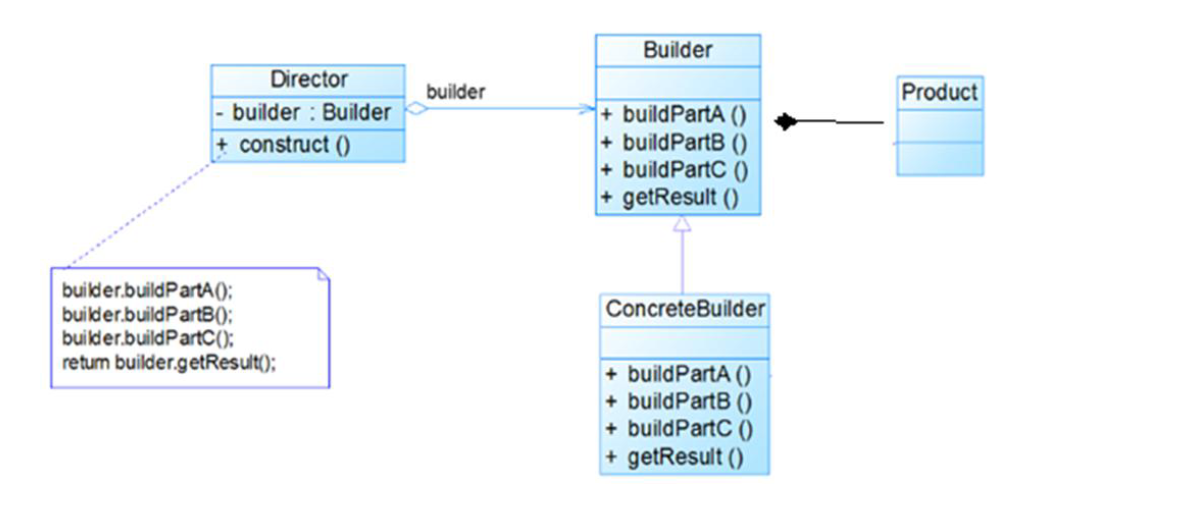 Director
- builder : Builder
+ construct ()
builder
Builder
+ buildPartA ()
+ buildPartB ()
+ buildPartC ()
+ getResult ()
Product
builder.buildPartA();
builder.buildPartB();
builder.buildPartC();
return builder.getResult();
ConcreteBuilder
+ buildPartA ()
+ buildPartB ()
+ buildPartC ()
+ getResult ()